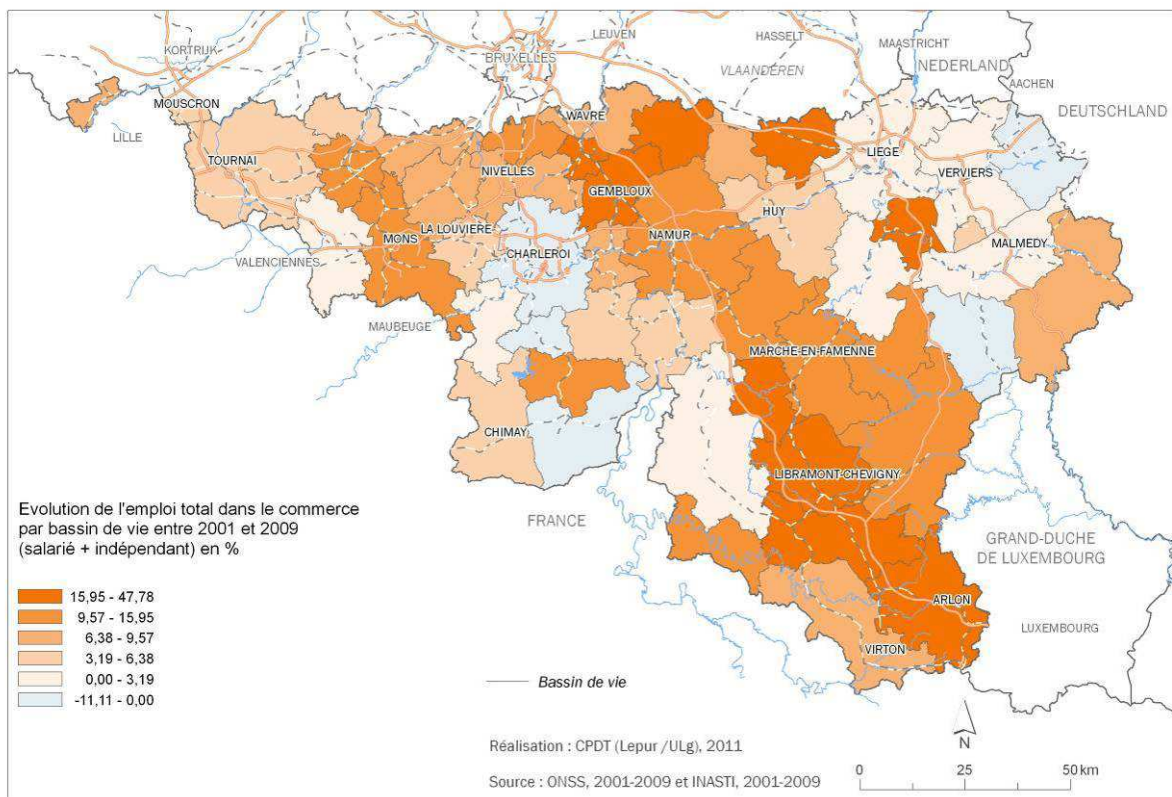 KORTRIJK
BRUXELLES
LEUVEN
HASSELT
MAASTRICHT
VLAANDEREN
NEDERLAND
AACHEN
DEUTSCHLAND
MOUSCRON
LILLE
WAVRE
TOURNAI
LIEGE
NIVELLES
VERVIERS
GEMBLOUX
HUY
LA LOUVIERE
NAMUR
MONS
MALMEDY
CHARLEROI
VALENCIENNES
MAUBEUGE
MARCHE-EN-FAMENNE
CHIMAY
LIBRAMONT-CHEVIGNY
FRANCE
GRAND-DUCHE
DE LUXEMBOURG
ARLON
LUXEMBOURG
VIRTON
Evolution de l'emploi total dans le commerce
par bassin de vie entre 2001 et 2009
(salarié + indépendant) en %
15,95 - 47,78
9,57 - 15,95
6,38 - 9,57
3,19 - 6,38
0,00 - 3,19
-11,11 - 0,00
Bassin de vie
Réalisation : CPDT (Lepur /ULg), 2011
Source : ONSS, 2001-2009 et INASTI, 2001-2009
N
0 25 50 km